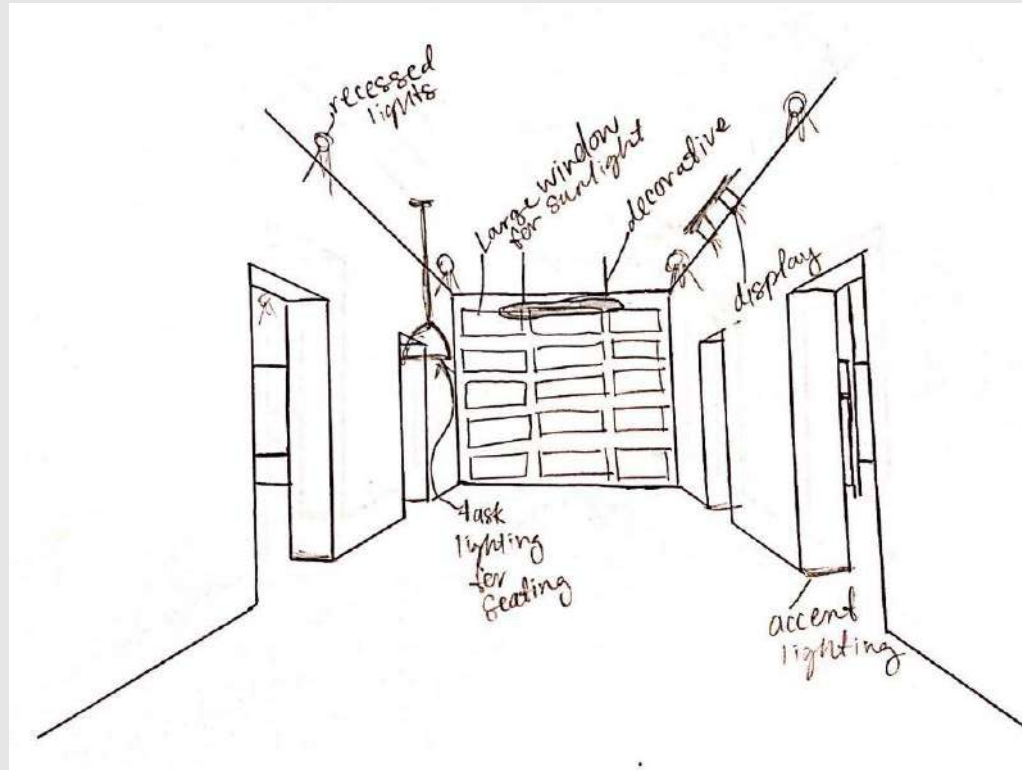 recessed
lights
Large window
for sunlight
decorative
display
task
lighting
for
seating
accent
lighting